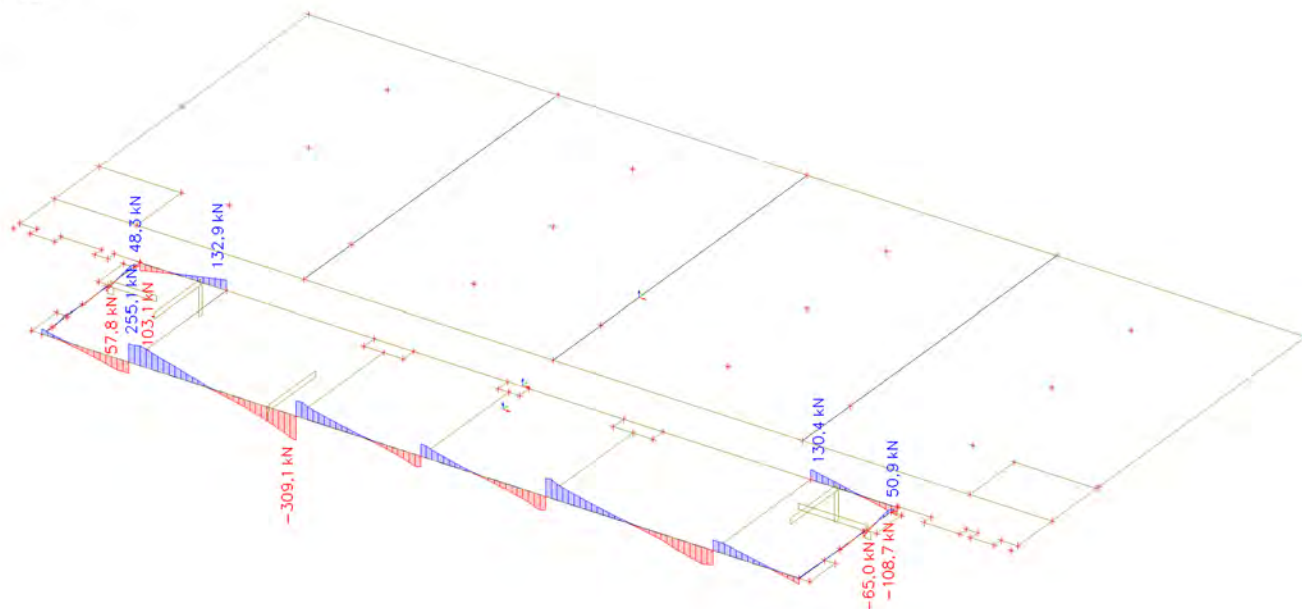 48,3 kN
132,9 kN
57,8 kN
255,1 kN
103,1 kN
-309,1 kN
130,4 kN
50,9 kN
-65,0 kN
-108,7 kN